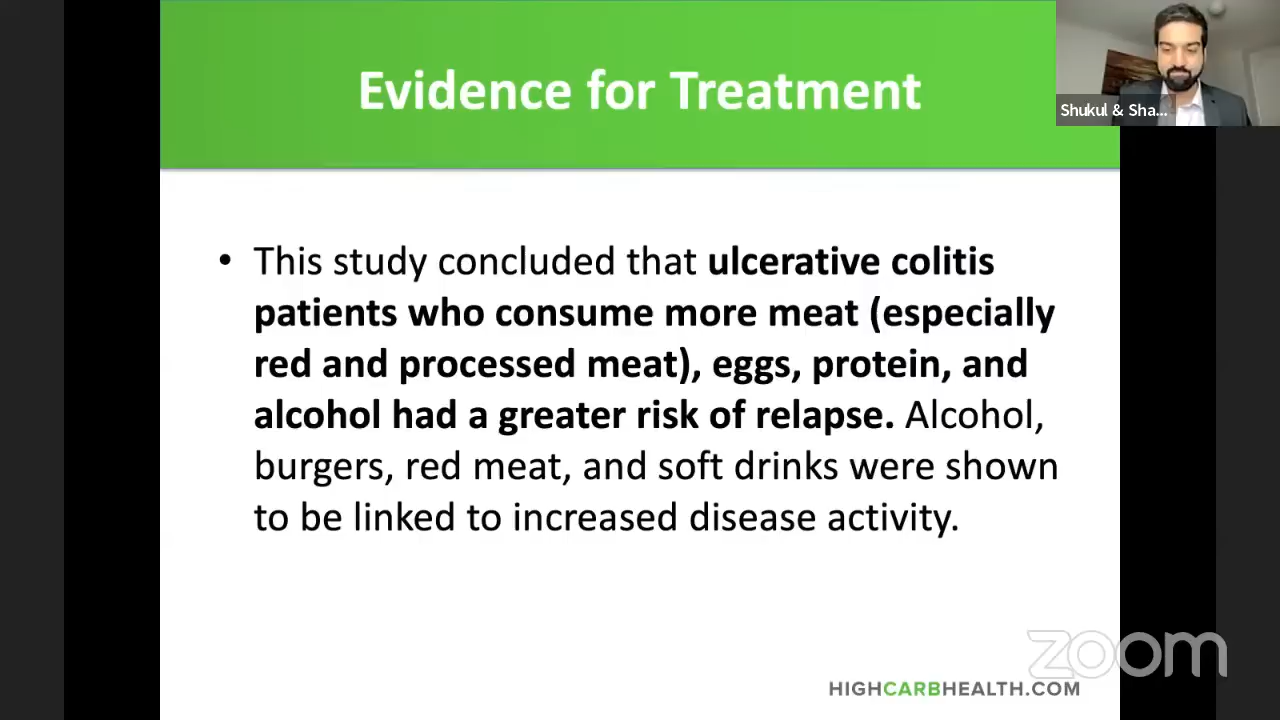 Evidence for Treatment
Shukul & Sha...
• This study concluded that ulcerative colitis
patients who consume more meat (especially
red and processed meat), eggs, protein, and
alcohol had a greater risk of relapse. Alcohol,
burgers, red meat, and soft drinks were shown
to be linked to increased disease activity.
zoom
HIGHCARBHEALTH.COM